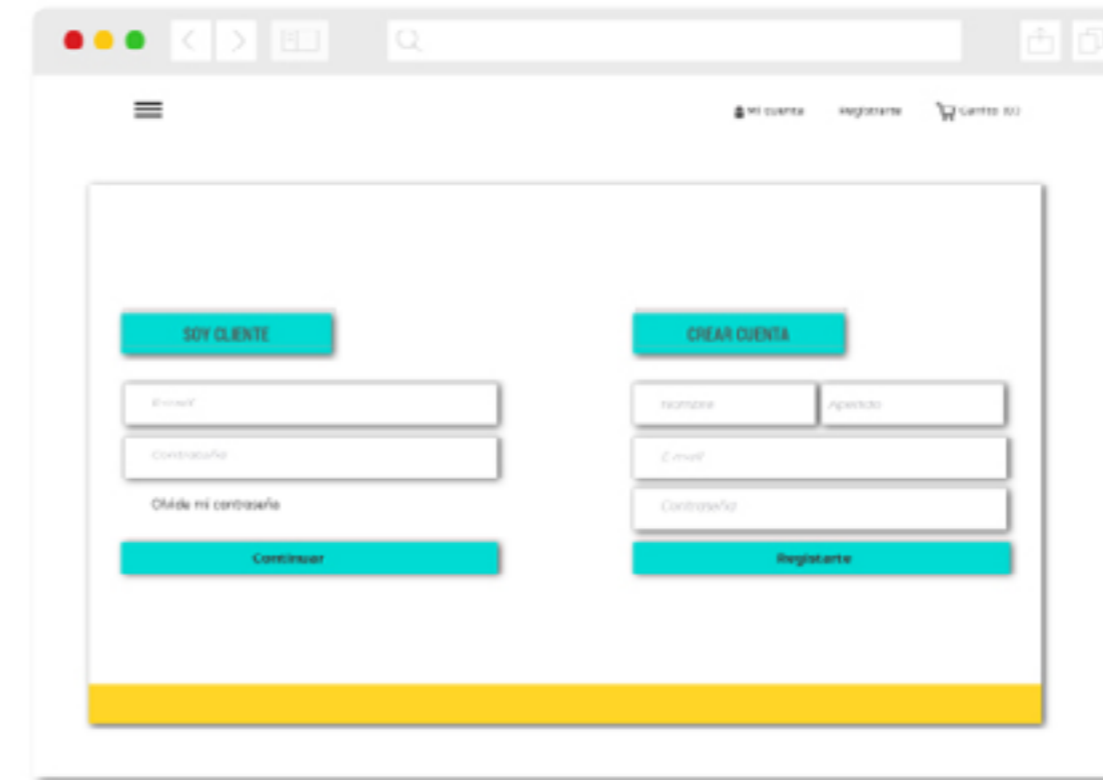 Mi cuenta Registrarte Carrito (0)
SOY CLIENTE
E-mail
Contraseña
Olvide mi contraseña
Continuar
CREAR CUENTA
Nombre Apellido
E-mail
Contraseña
Registarte